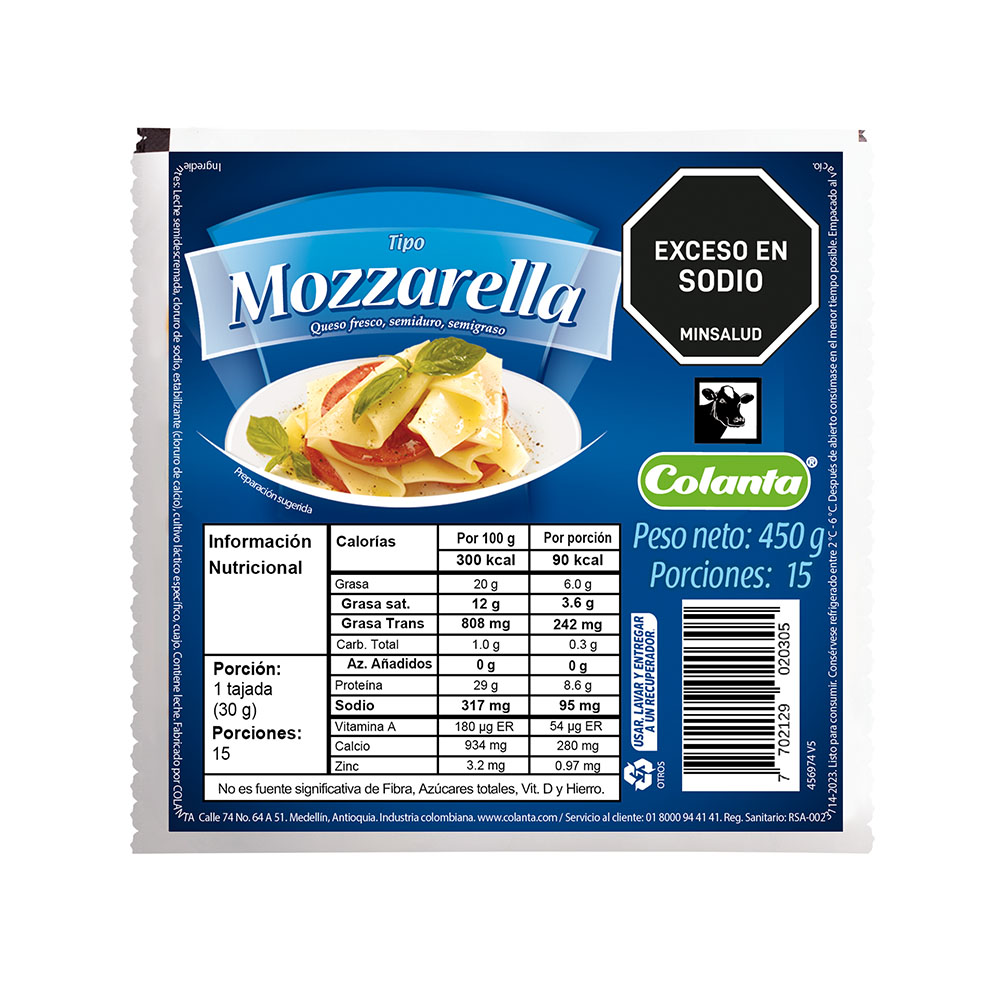 Ingredientes: Leche semidescremada, cloruro de sodio, estabilizante (cloruro de calcio), cultivo láctico específico, cuajo. Contiene leche. Fabricado por COLANTA Calle 74 No. 64 A 51. Medellín, Antioquia. Industria colombiana. www.colanta.com / Servicio al cliente: 01 8000 94 41 41. Reg. Sanitario: RSA-002714-2023. Listo para consumir. Consérvese refrigerado entre 2 °C - 6 °C. Después de abierto consúmase en el menor tiempo posible. Empacado al vacío.
Tipo
Mozzarella
Queso fresco, semiduro, semigraso
Preparación sugerida
EXCESO EN
SODIO
MINSALUD
Colanta®
Peso neto: 450 g
Porciones: 15
Información
Nutricional
Porción:
1 tajada
(30 g)
Porciones:
15
Calorías Por 100 g Por porción
300 kcal 90 kcal
Grasa 20 g 6.0 g
Grasa sat. 12 g 3.6 g
Grasa Trans 808 mg 242 mg
Carb. Total 1.0 g 0.3 g
Az. Añadidos 0 g 0 g
Proteína 29 g 8.6 g
Sodio 317 mg 95 mg
Vitamina A 180 µg ER 54 µg ER
Calcio 934 mg 280 mg
Zinc 3.2 mg 0.97 mg
No es fuente significativa de Fibra, Azúcares totales, Vit. D y Hierro.
USAR, LAVAR Y ENTREGAR
A UN RECUPERADOR.
7
OTROS
7 702129 020305
456974 V5